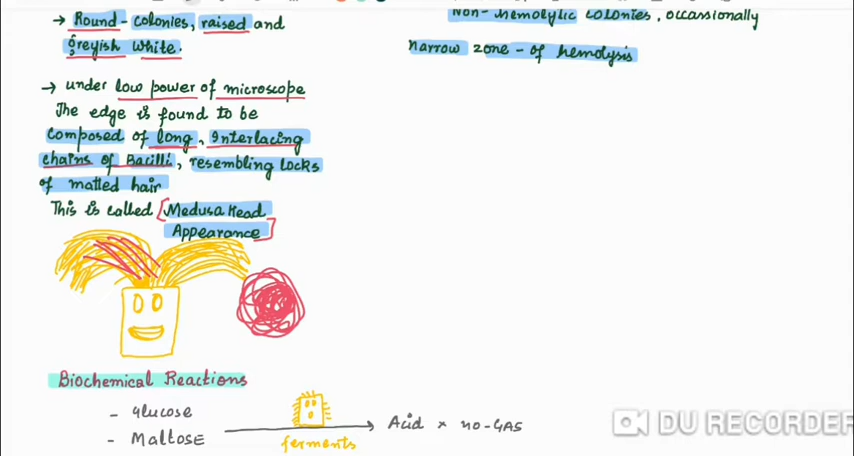 → Round - colonies, raised and
Greyish white.
→ under low power of microscope
The edge is found to be
composed of long, Interlacing
chains of Bacilli, resembling locks
of matted hair
This is called [Medusa Head
Appearance]
Non-hemolytic colonies, occassionally
narrow zone - of hemolysis
Biochemical Reactions
- Glucose
- Maltose
ferments
Acid × no-GAS
DU RECORDER